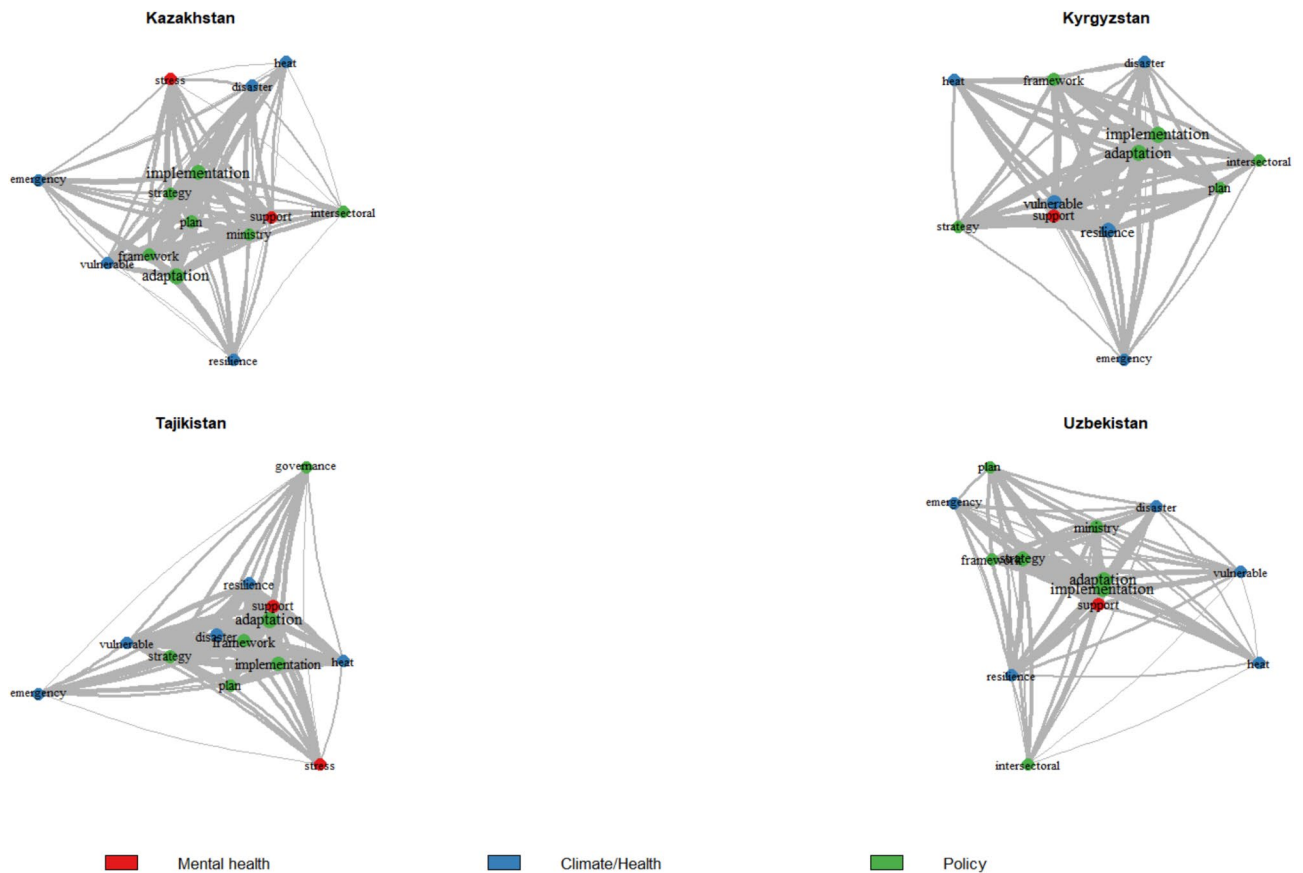 Kazakhstan
heat
stress
disaster
implementation
emergency
strategy
support
intersectoral
plan
ministry
framework
vulnerable
adaptation
resilience
Kyrgyzstan
disaster
heat
framework
implementation
adaptation
intersectoral
plan
vulnerable
support
strategy
resilience
emergency
Tajikistan
governance
resilience
support
adaptation
disaster
framework
vulnerable
strategy
implementation
heat
plan
emergency
stress
Uzbekistan
plan
emergency
disaster
ministry
framework
strategy
vulnerable
adaptation
implementation
support
heat
resilience
intersectoral
Mental health
Climate/Health
Policy